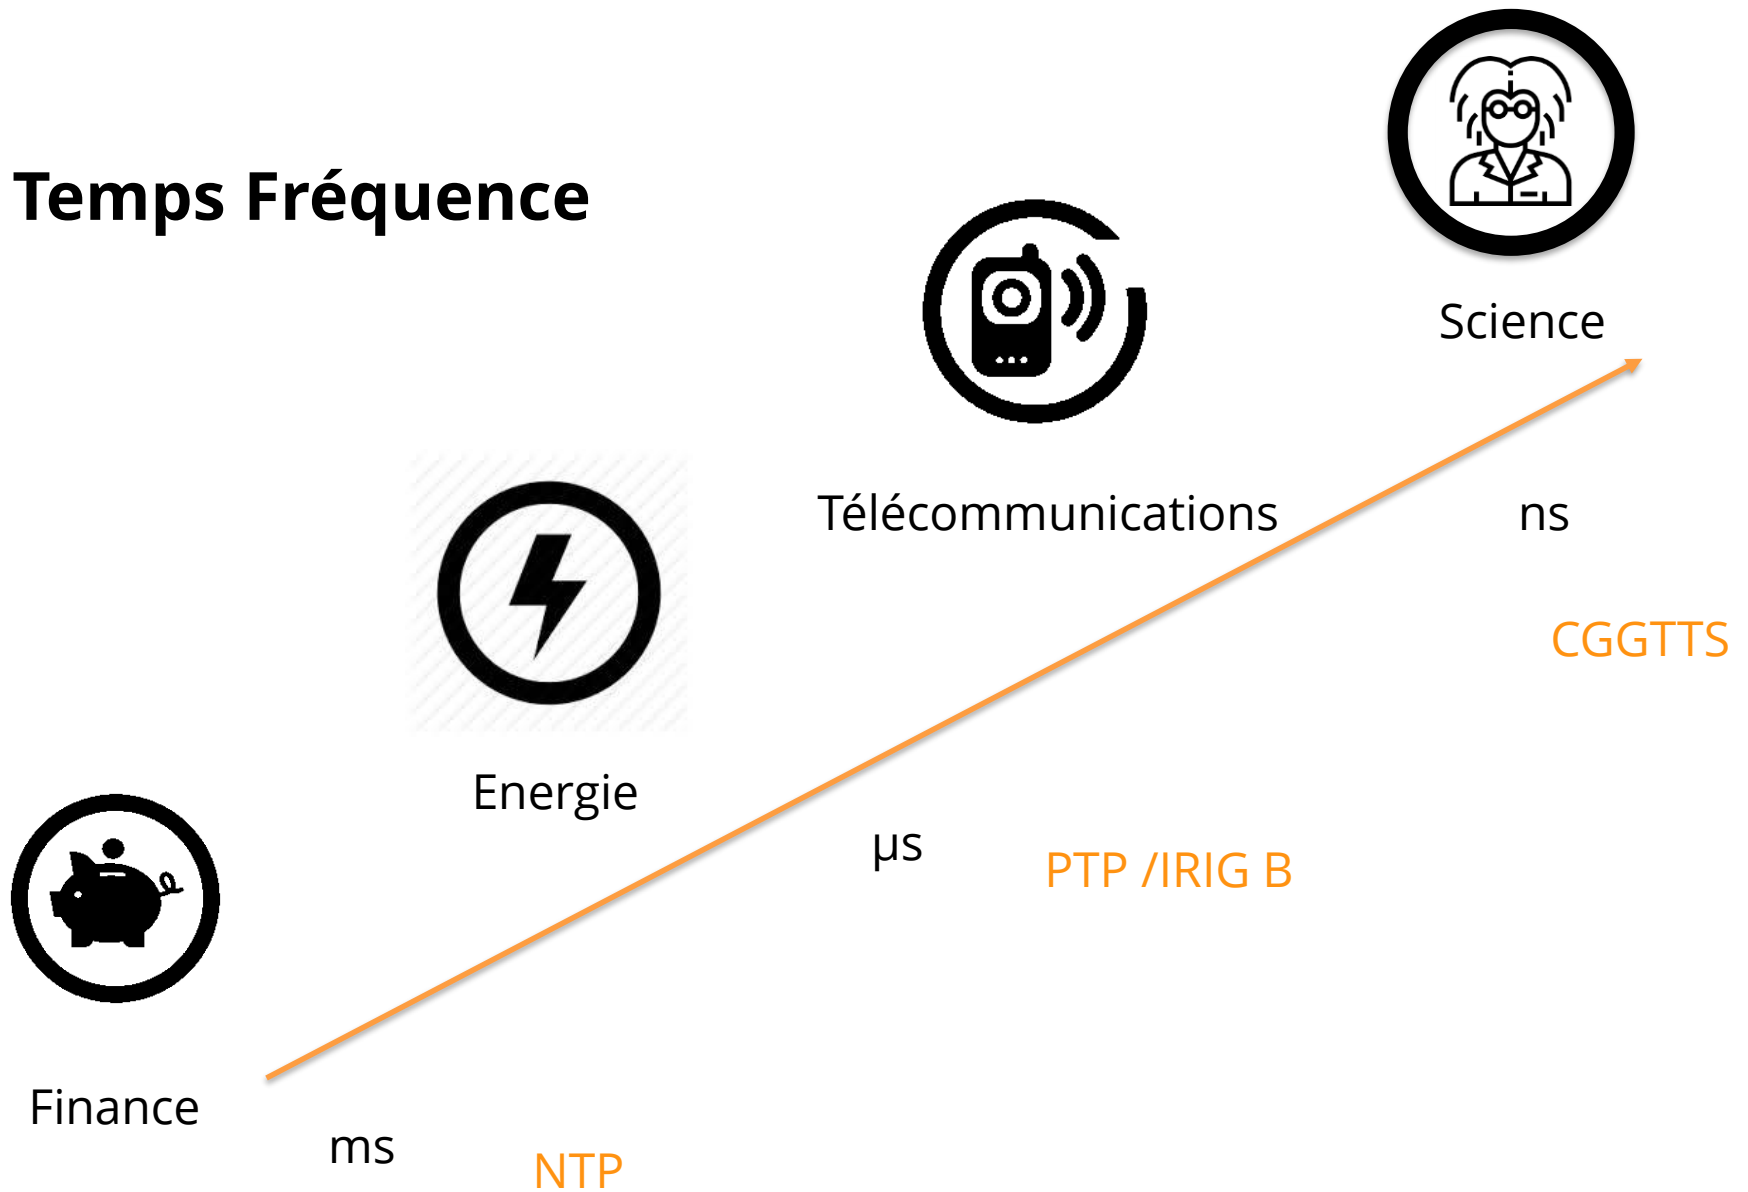 Temps Fréquence
Science
Télécommunications
ns
CGGTTS
Energie
µs
PTP /IRIG B
Finance
ms
NTP